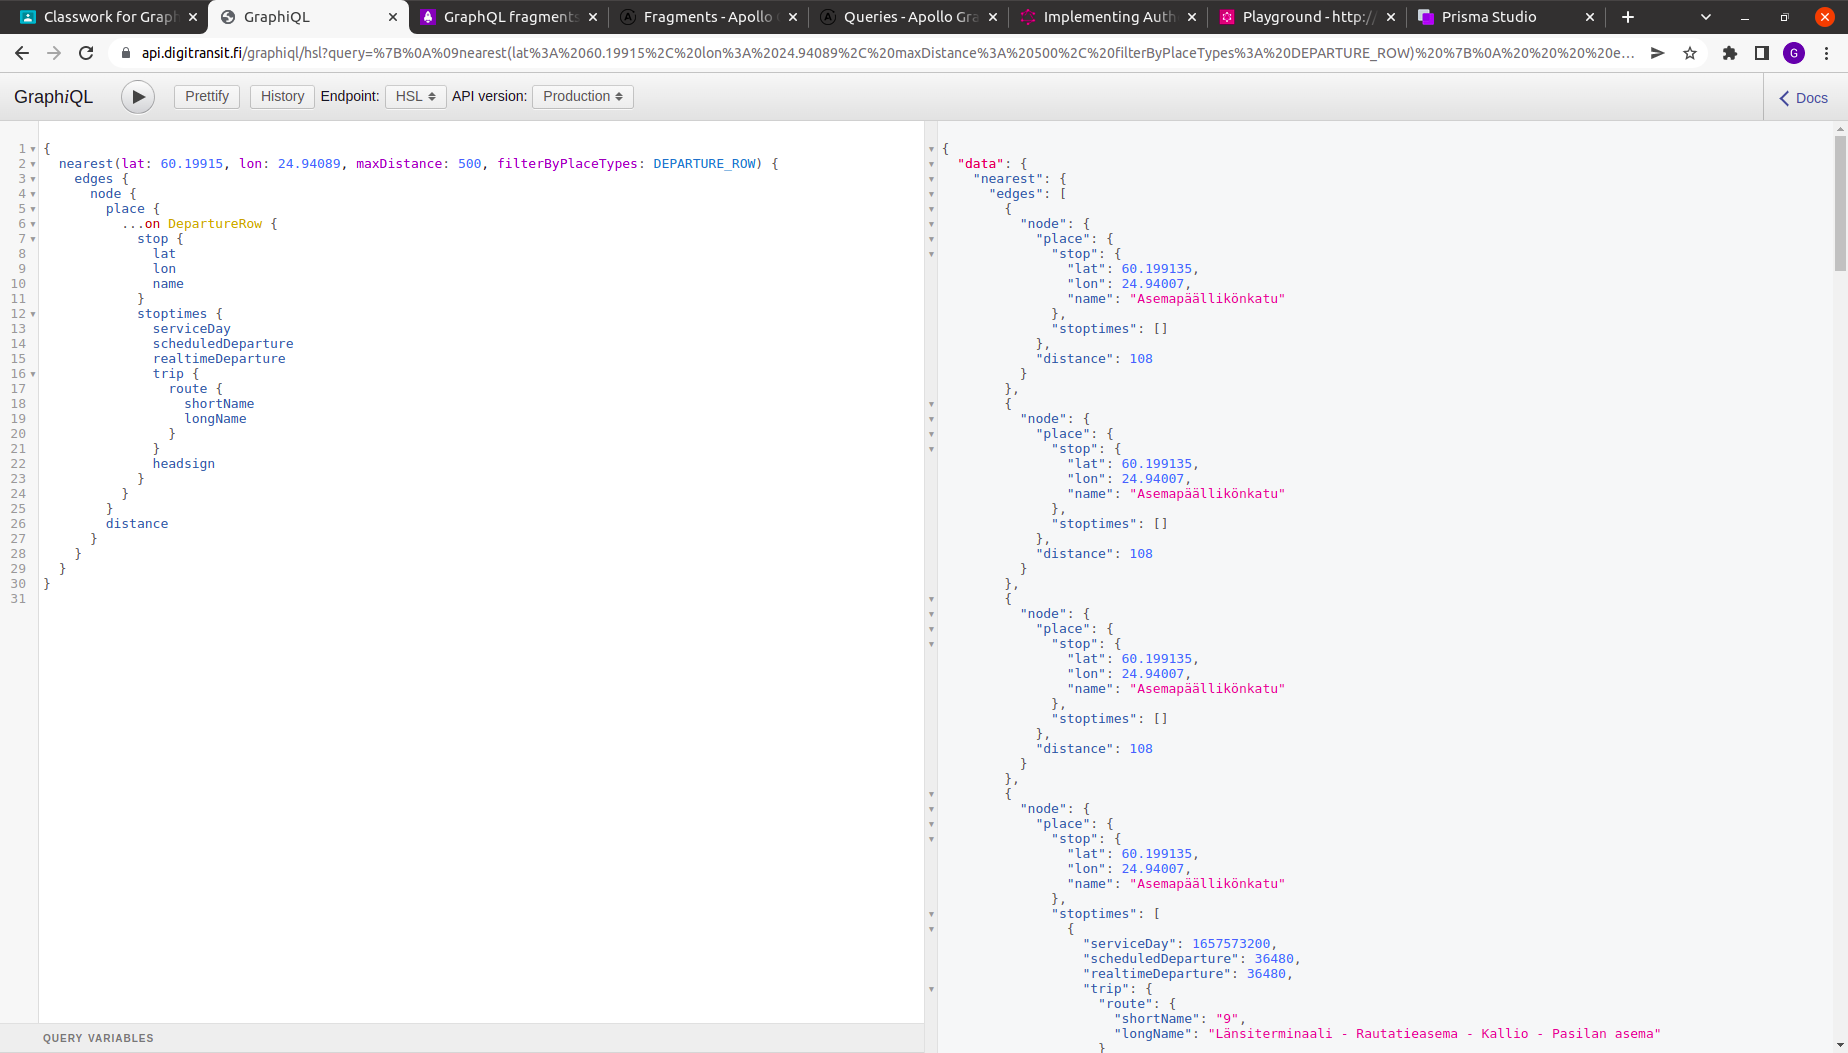 Classwork for Graph
GraphiQL
GraphQL fragments
Fragments - Apollo
Queries - Apollo Gra
Implementing Auth
Playground - http://
Prisma Studio
api.digitransit.fi/graphiql/hsl?query=%7B%0A%09nearest(lat%3A%2060.19915%2C%20lon%3A%2024.94089%2C%20maxDistance%3A%20500%2C%20filterByPlaceTypes%3A%20DEPARTURE_ROW)%20%7B%0A%20%20%20%20e...
G
GraphiQL
Prettify
History
Endpoint:
HSL
API version:
Production
Docs
1 {
2 nearest(lat: 60.19915, lon: 24.94089, maxDistance: 500, filterByPlaceTypes: DEPARTURE_ROW) {
3 edges {
4 node {
5 place {
6 ...on DepartureRow {
7 stop {
8 lat
9 lon
10 name
11 }
12 stoptimes {
13 serviceDay
14 scheduledDeparture
15 realtimeDeparture
16 trip {
17 route {
18 shortName
19 longName
20 }
21 }
22 headsign
23 }
24 }
25 }
26 distance
27 }
28 }
29 }
30 }
31
QUERY VARIABLES
{
"data": {
"nearest": {
"edges": [
{
"node": {
"place": {
"stop": {
"lat": 60.199135,
"lon": 24.94007,
"name": "Asemapäällikönkatu"
},
"stoptimes": []
},
"distance": 108
}
},
{
"node": {
"place": {
"stop": {
"lat": 60.199135,
"lon": 24.94007,
"name": "Asemapäällikönkatu"
},
"stoptimes": []
},
"distance": 108
}
},
{
"node": {
"place": {
"stop": {
"lat": 60.199135,
"lon": 24.94007,
"name": "Asemapäällikönkatu"
},
"stoptimes": []
},
"distance": 108
}
},
{
"node": {
"place": {
"stop": {
"lat": 60.199135,
"lon": 24.94007,
"name": "Asemapäällikönkatu"
},
"stoptimes": [
{
"serviceDay": 1657573200,
"scheduledDeparture": 36480,
"realtimeDeparture": 36480,
"trip": {
"route": {
"shortName": "9",
"longName": "Länsiterminaali - Rautatieasema - Kallio - Pasilan asema"
}